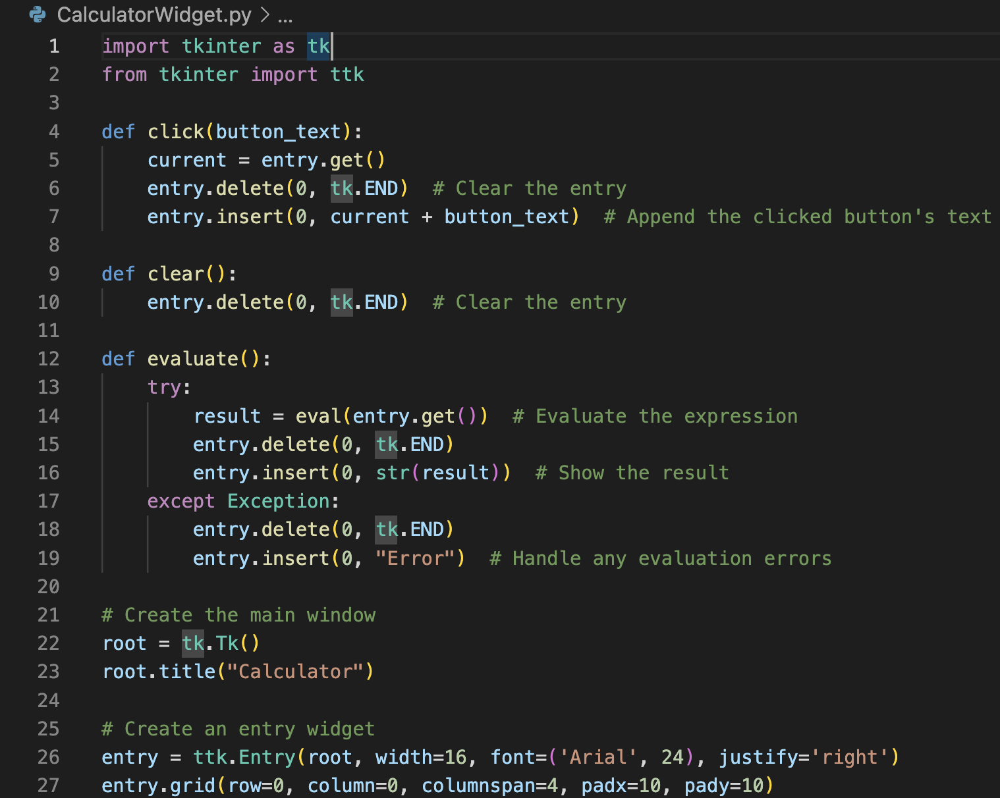 CalculatorWidget.py > ...
1 import tkinter as tk
2 from tkinter import ttk
3
4 def click(button_text):
5     current = entry.get()
6     entry.delete(0, tk.END)  # Clear the entry
7     entry.insert(0, current + button_text)  # Append the clicked button's text
8
9 def clear():
10     entry.delete(0, tk.END)  # Clear the entry
11
12 def evaluate():
13     try:
14         result = eval(entry.get())  # Evaluate the expression
15         entry.delete(0, tk.END)
16         entry.insert(0, str(result))  # Show the result
17     except Exception:
18         entry.delete(0, tk.END)
19         entry.insert(0, "Error")  # Handle any evaluation errors
20
21 # Create the main window
22 root = tk.Tk()
23 root.title("Calculator")
24
25 # Create an entry widget
26 entry = ttk.Entry(root, width=16, font=('Arial', 24), justify='right')
27 entry.grid(row=0, column=0, columnspan=4, padx=10, pady=10)